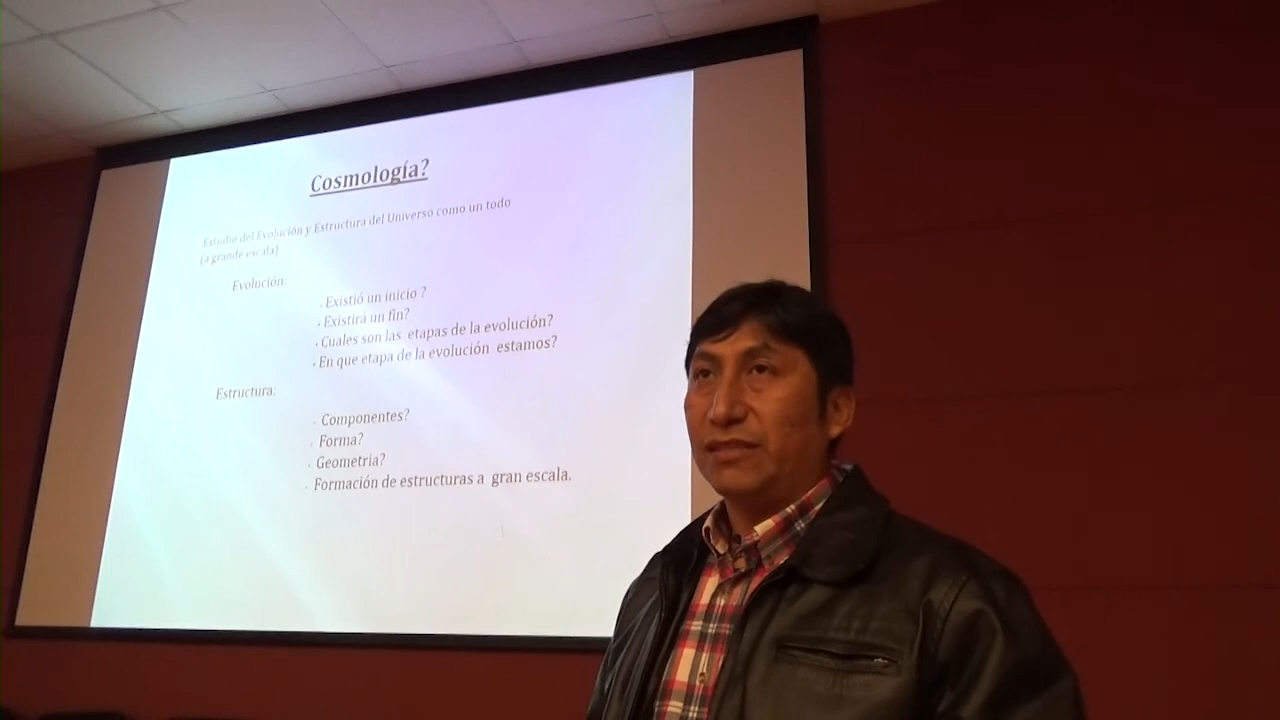 Cosmología?
Estudio del Evolución y Estructura del Universo como un todo
(a grande escala)
Evolución:
. Existió un inicio ?
. Existirá un fin?
. Cuales son las etapas de la evolución?
. En que etapa de la evolución estamos?
Estructura:
. Componentes?
. Forma?
. Geometria?
. Formación de estructuras a gran escala.